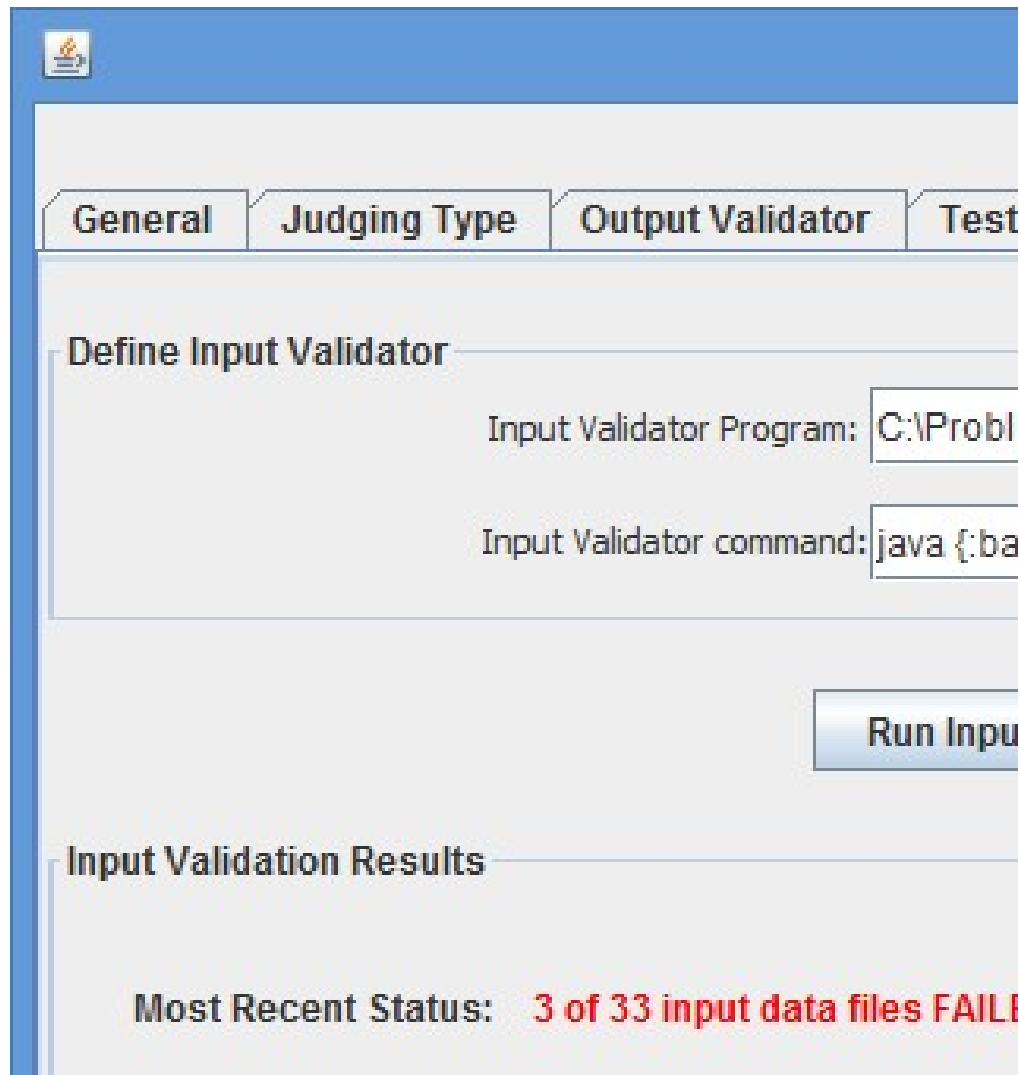 General Judging Type Output Validator Test
Define Input Validator
Input Validator Program: C:\Probl
Input Validator command: java {:ba
Run Inpu
Input Validation Results
Most Recent Status: 3 of 33 input data files FAILE